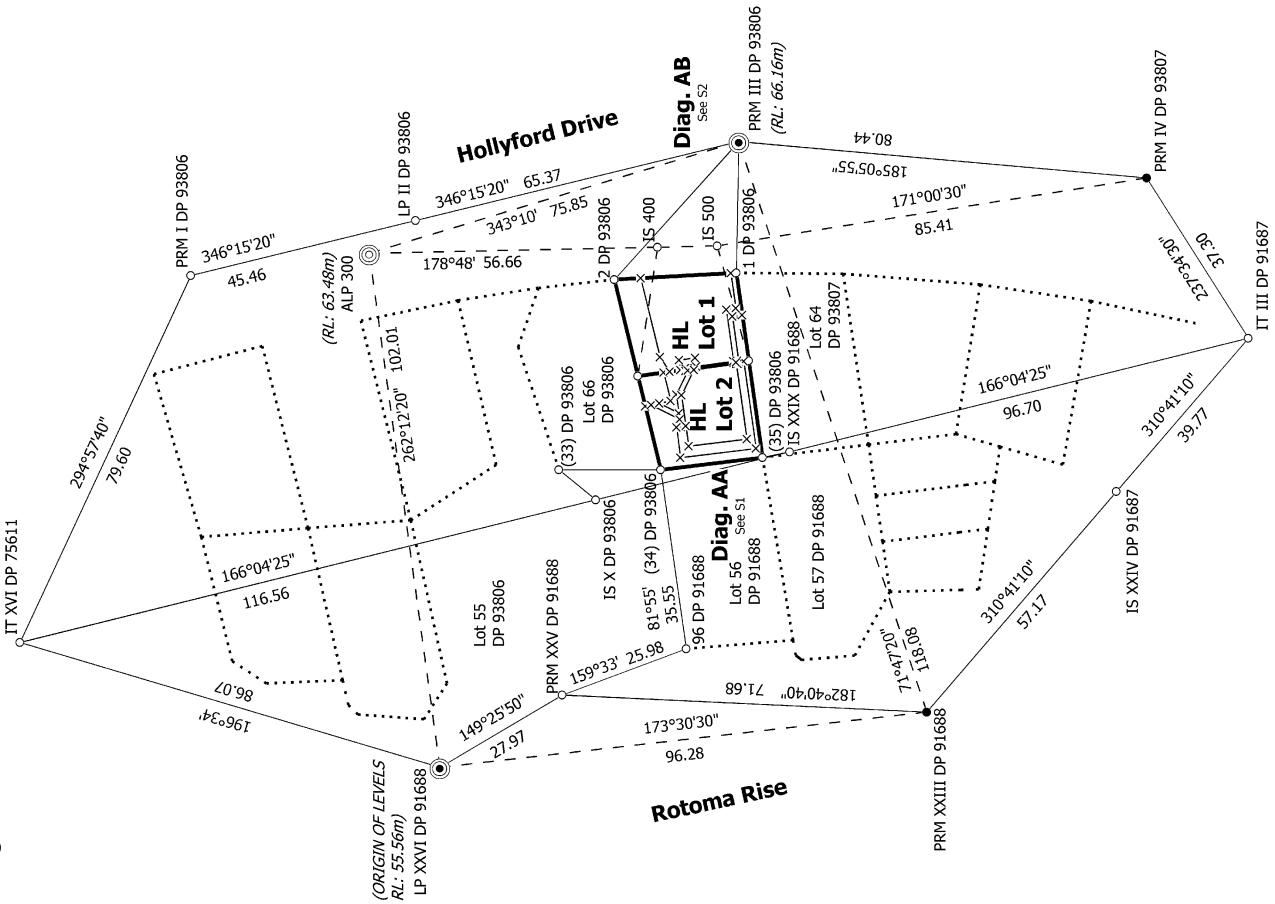 IT XVI DP 75611
PRM I DP 93806
LP II DP 93806
Hollyford Drive
Diag. AB
See S2
PRM III DP 93806
(RL: 66.16m)
PRM IV DP 93807
346°15'20"
45.46
346°15'20" 65.37
343°10' 75.85
(RL: 63.48m)
ALP 300
178°48' 56.66
2 DP 93806
IS 400
IS 500
1 DP 93806
80.44
185°05'55"
171°00'30"
85.41
237°34'30"
37.30
IT III DP 91687
294°57'40"
79.60
262°12'20" 102.01
(33) DP 93806
Lot 66
DP 93806
HL
Lot 1
HL
Lot 2
(35) DP 93806
IS XXIX DP 91688
Lot 64
DP 93807
166°04'25"
96.70
310°41'10"
39.77
166°04'25"
116.56
IS X DP 93806
(34) DP 93806
Diag. AA
See S1
Lot 55
DP 93806
PRM XXV DP 91688
81°55'
35.55
96 DP 91688
Lot 56
DP 91688
Lot 57 DP 91688
IS XXIV DP 91687
310°41'10"
57.17
196°34'
86.07
149°25'50"
27.97
159°33' 25.98
182°40'40" 71.68
173°30'30"
96.28
71°47'20"
118.08
(ORIGIN OF LEVELS
RL: 55.56m)
LP XXVI DP 91688
Rotoma Rise
PRM XXIII DP 91688